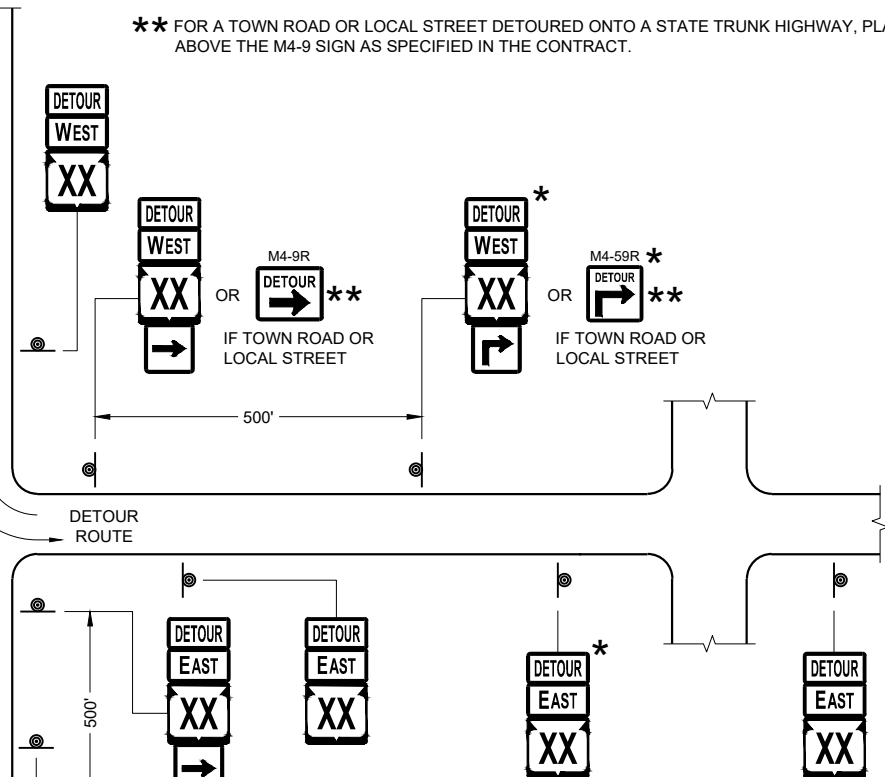 ** FOR A TOWN ROAD OR LOCAL STREET DETOURED ONTO A STATE TRUNK HIGHWAY,
ABOVE THE M4-9 SIGN AS SPECIFIED IN THE CONTRACT.
DETOUR
WEST
XX
DETOUR
WEST
XX
OR
M4-9R
DETOUR
**
IF TOWN ROAD OR
LOCAL STREET
DETOUR
*
WEST
XX
OR
M4-59R *
DETOUR
**
IF TOWN ROAD OR
LOCAL STREET
500'
DETOUR
ROUTE
500'
DETOUR
EAST
XX
DETOUR
EAST
XX
DETOUR
*
EAST
XX
DETOUR
EAST
XX